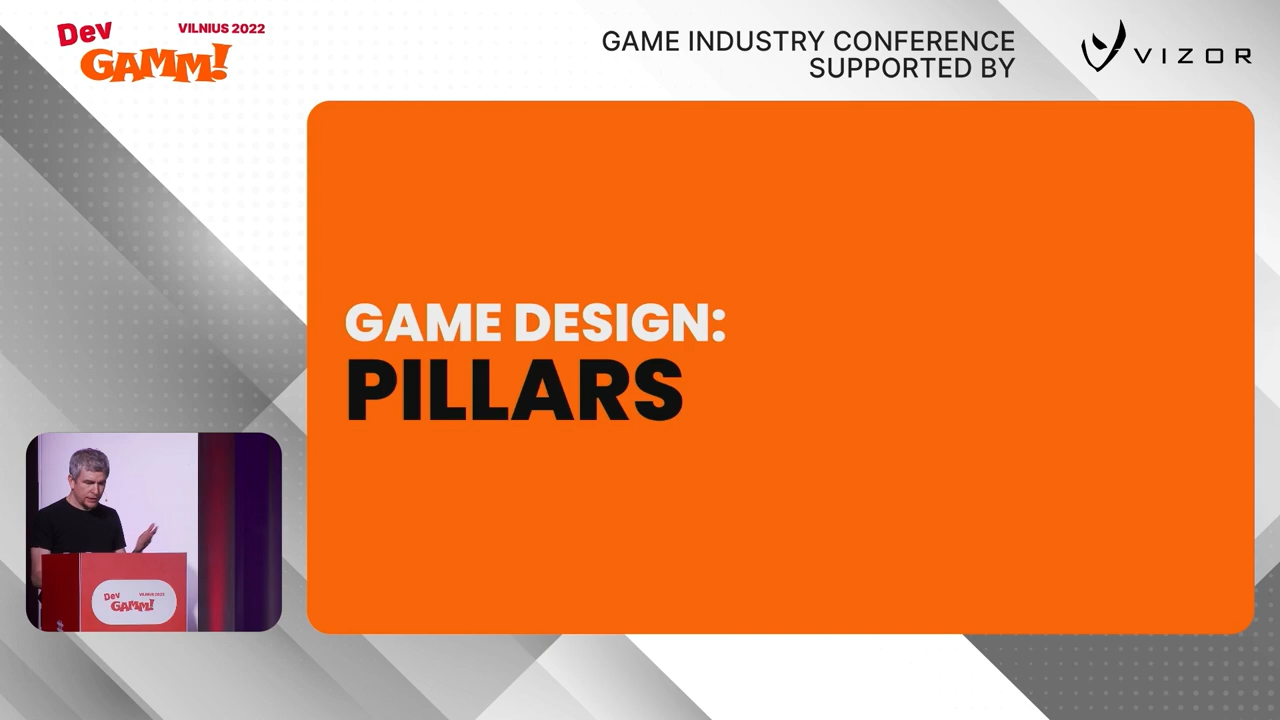 Dev
GAMM!
VILNIUS 2022
GAME INDUSTRY CONFERENCE
SUPPORTED BY
VIZOR
GAME DESIGN:
PILLARS
Dev
VILNIUS 2022
GAMM!